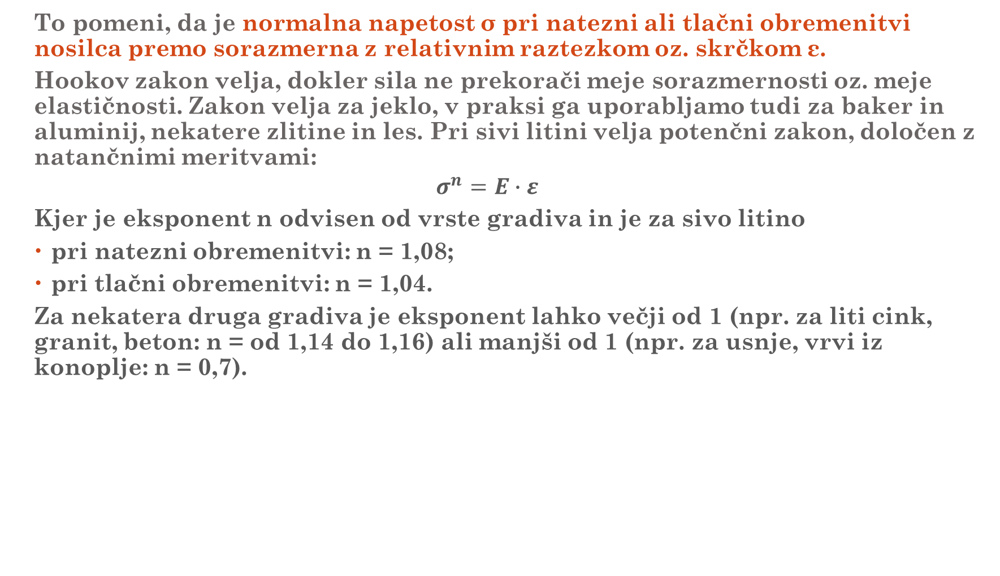 To pomeni, da je normalna napetost σ pri natezni ali tlačni obremenitvi
nosilca premo sorazmerna z relativnim raztezkom oz. skrčkom ε.
Hookov zakon velja, dokler sila ne prekorači meje sorazmernosti oz. meje
elastičnosti. Zakon velja za jeklo, v praksi ga uporabljamo tudi za baker in
aluminij, nekatere zlitine in les. Pri sivi litini velja potenčni zakon, določen z
natančnimi meritvami:
σⁿ = E · ε
Kjer je eksponent n odvisen od vrste gradiva in je za sivo litino
• pri natezni obremenitvi: n = 1,08;
• pri tlačni obremenitvi: n = 1,04.
Za nekatera druga gradiva je eksponent lahko večji od 1 (npr. za liti cink,
granit, beton: n = od 1,14 do 1,16) ali manjši od 1 (npr. za usnje, vrvi iz
konoplje: n = 0,7).